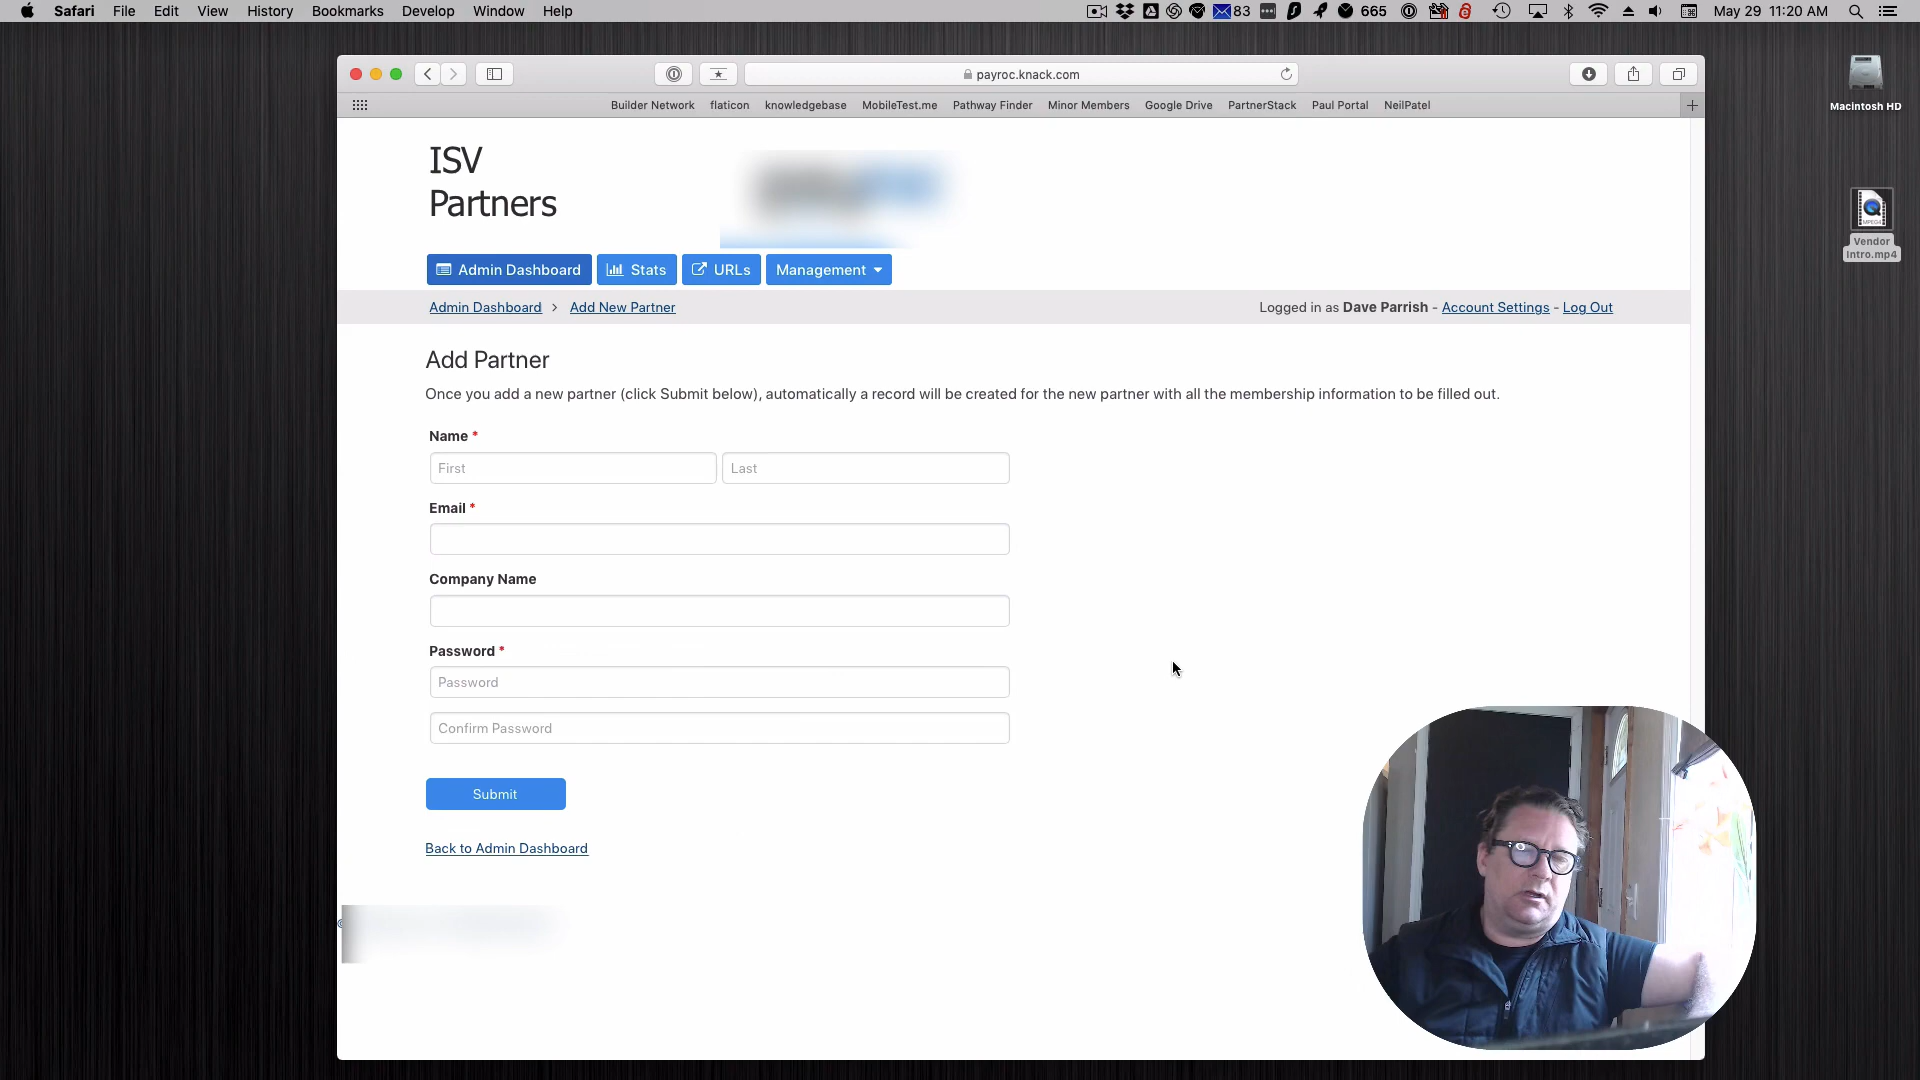 Safari File Edit View History Bookmarks Develop Window Help 83 665 May 29 11:20 AM
payroc.knack.com
Builder Network flaticon knowledgebase MobileTest.me Pathway Finder Minor Members Google Drive PartnerStack Paul Portal NeilPatel
Macintosh HD
MPEG4
Vendor
Intro.mp4
ISV
Partners
Admin Dashboard Stats URLs Management
Admin Dashboard > Add New Partner
Logged in as Dave Parrish - Account Settings - Log Out
Add Partner
Once you add a new partner (click Submit below), automatically a record will be created for the new partner with all the membership information to be filled out.
Name *
First Last
Email *
Company Name
Password *
Password
Confirm Password
Submit
Back to Admin Dashboard